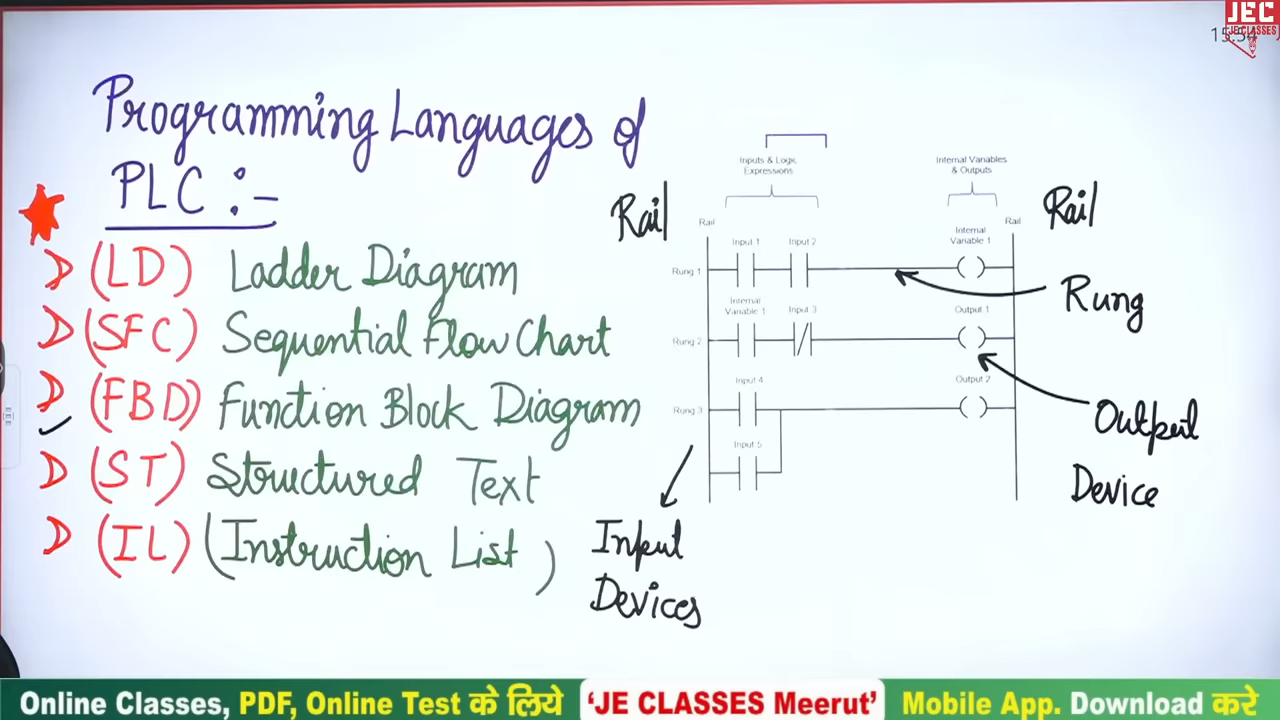 JEC
JE CLASSES
Programming Languages of
PLC :-
(LD) Ladder Diagram
(SFC) Sequential Flow Chart
(FBD) Function Block Diagram
(ST) Structured Text
(IL) (Instruction List)
Inputs & Logic
Expressions
Internal Variables
& Outputs
Rail
Rail
Rail
Rail
Internal
Variable 1
Input 1
Input 2
Rung 1
Rung
Internal
Variable 1
Input 3
Output 1
Rung 2
Input 4
Output 2
Rung 3
Output
Device
Input 5
Input
Devices
Online Classes, PDF, Online Test के लिये 'JE CLASSES Meerut' Mobile App. Download करे